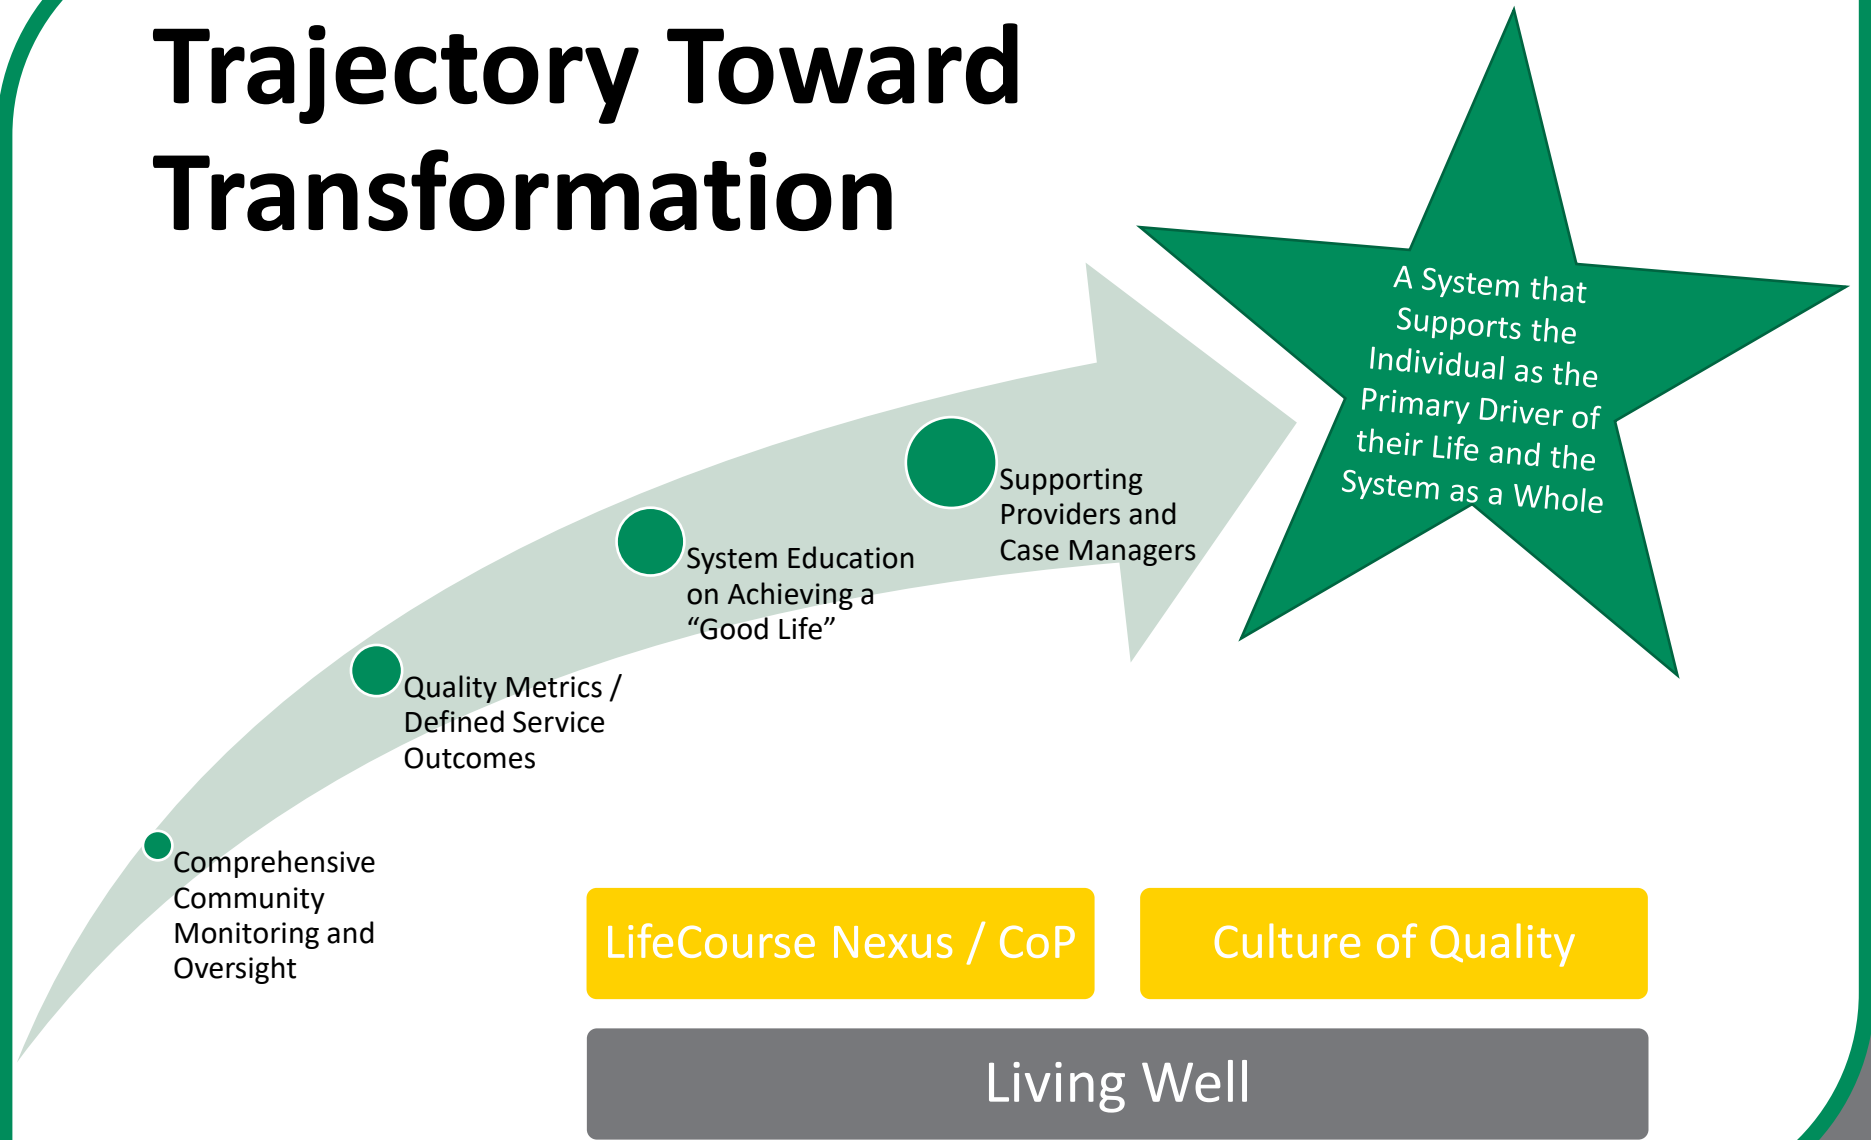 Trajectory Toward
Transformation
A System that
Supports the
Individual as the
Primary Driver of
their Life and the
System as a Whole
Supporting
Providers and
Case Managers
System Education
on Achieving a
“Good Life”
Quality Metrics /
Defined Service
Outcomes
Comprehensive
Community
Monitoring and
Oversight
LifeCourse Nexus / CoP
Culture of Quality
Living Well